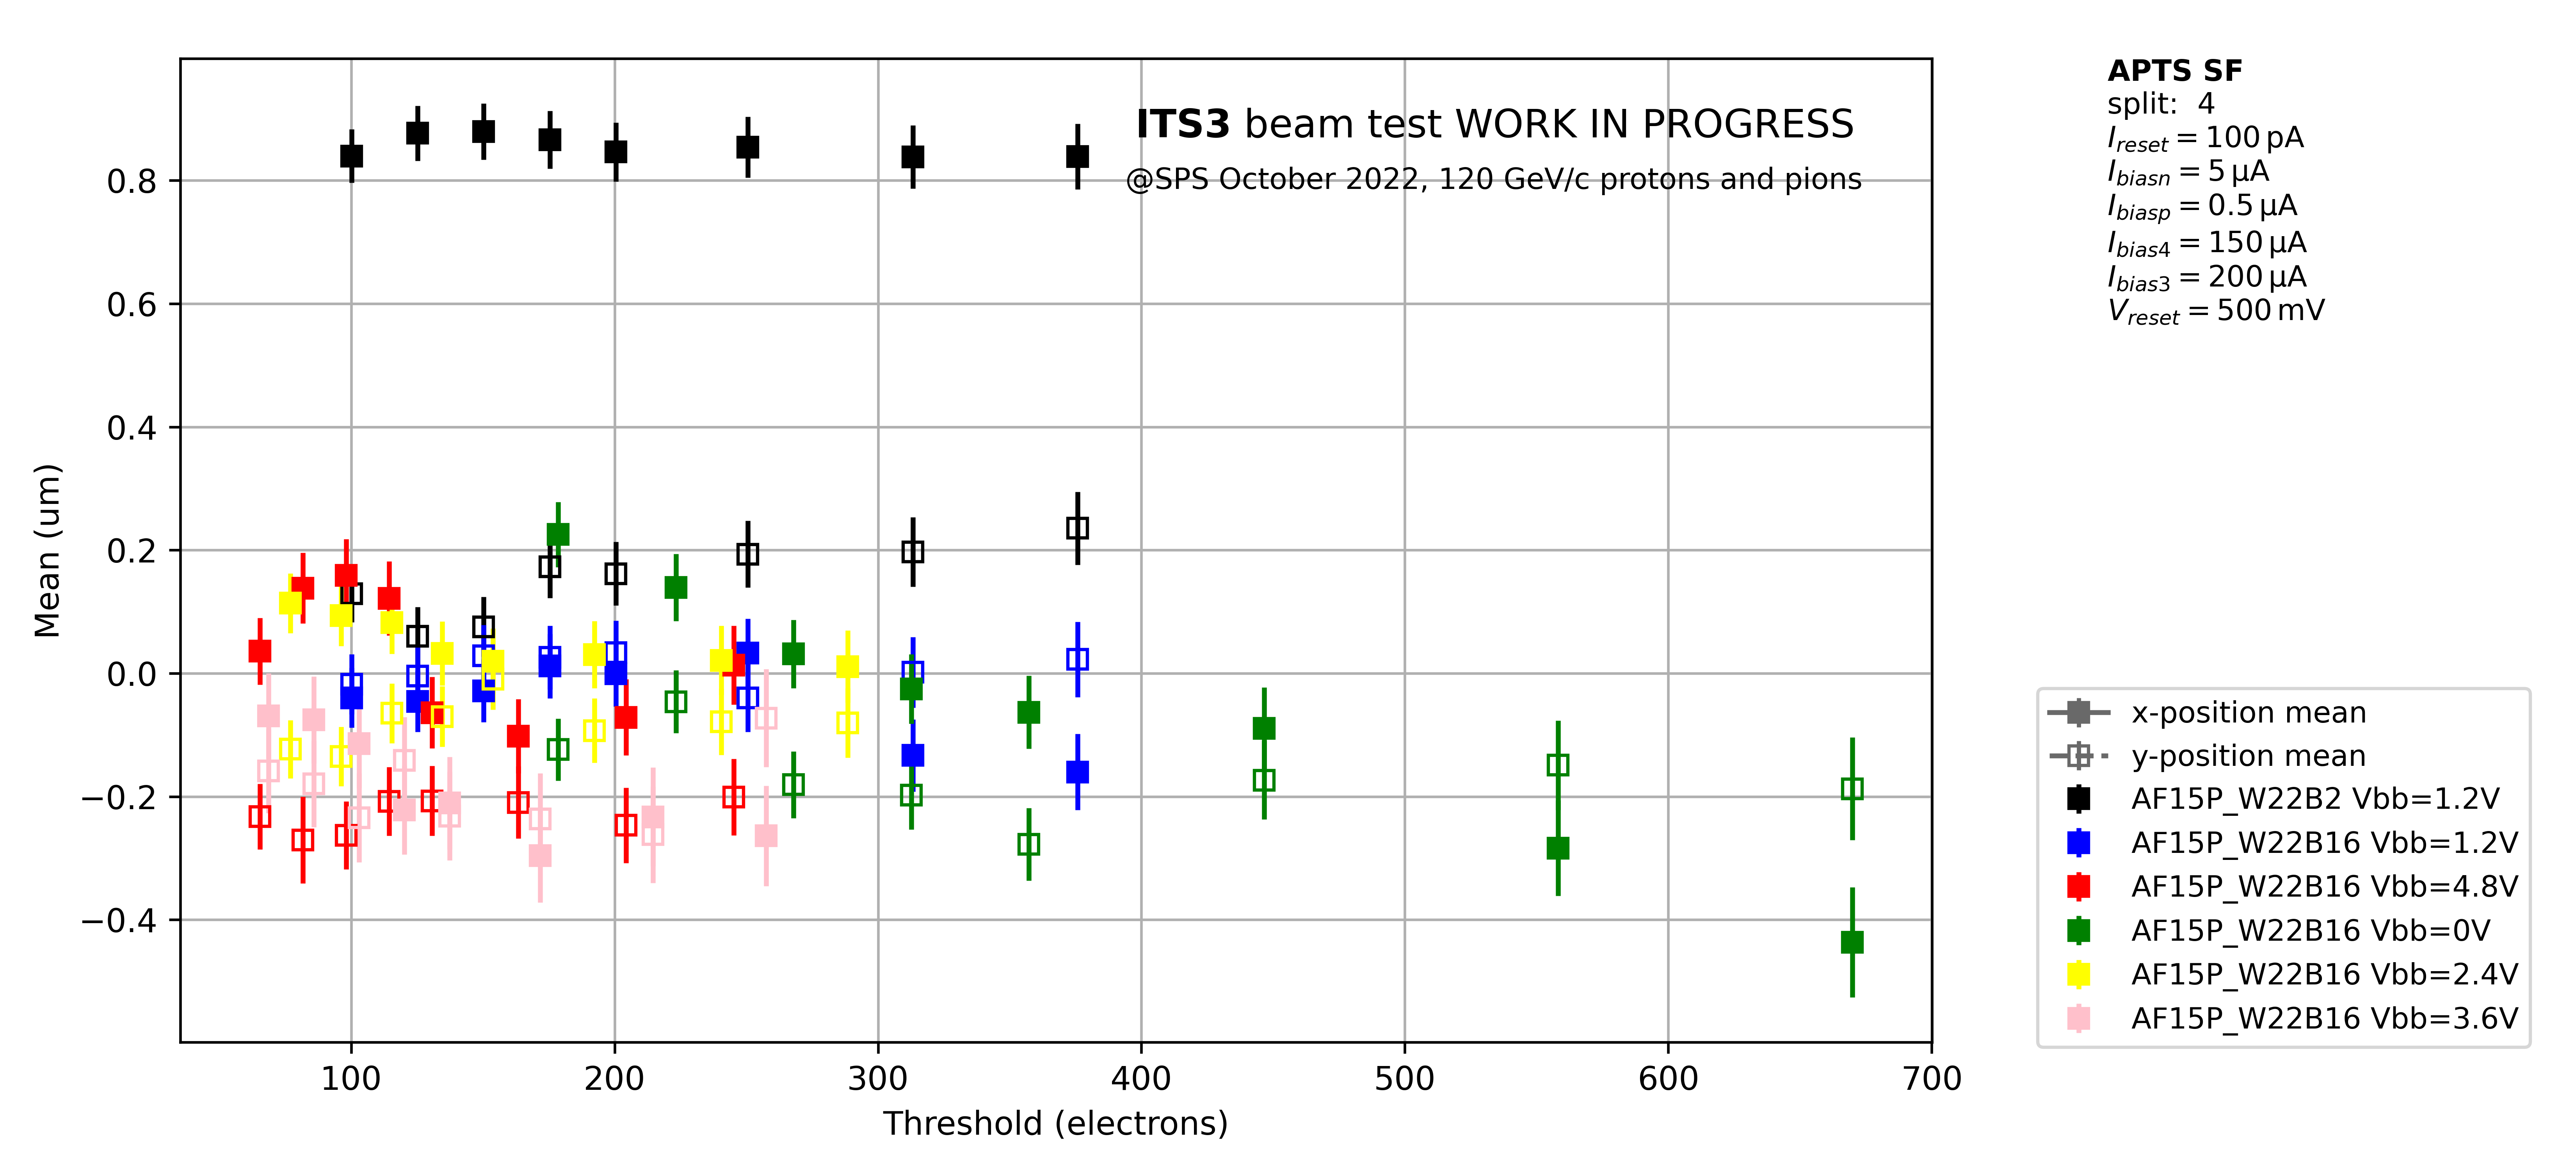 ITS3 beam test WORK IN PROGRESS
@SPS October 2022, 120 GeV/c protons and pions
Mean (um)
0.8
0.6
0.4
0.2
0.0
−0.2
−0.4
100 200 300 400 500 600 700
Threshold (electrons)
APTS SF
split: 4
I_reset = 100 pA
I_biasn = 5 μA
I_biasp = 0.5 μA
I_bias4 = 150 μA
I_bias3 = 200 μA
V_reset = 500 mV
x-position mean
y-position mean
AF15P_W22B2 Vbb=1.2V
AF15P_W22B16 Vbb=1.2V
AF15P_W22B16 Vbb=4.8V
AF15P_W22B16 Vbb=0V
AF15P_W22B16 Vbb=2.4V
AF15P_W22B16 Vbb=3.6V